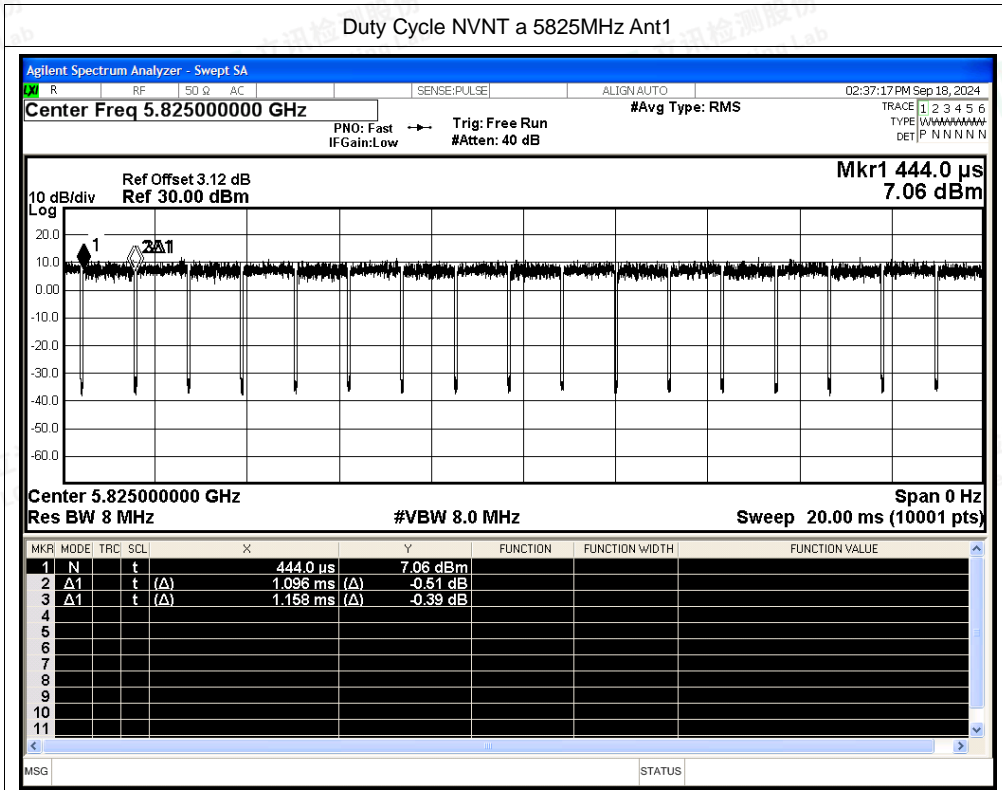 Duty Cycle NVNT a 5825MHz Ant1
Agilent Spectrum Analyzer - Swept SA
LXI R RF 50 Ω AC SENSE:PULSE ALIGN AUTO 02:37:17 PM Sep 18, 2024
Center Freq 5.825000000 GHz #Avg Type: RMS TRACE 1 2 3 4 5 6
PNO: Fast Trig: Free Run TYPE W
IFGain:Low #Atten: 40 dB DET P N N N N N
Mkr1 444.0 µs
Ref Offset 3.12 dB
10 dB/div Ref 30.00 dBm 7.06 dBm
Log
20.0
1 2Δ1
10.0
0.00
-10.0
-20.0
-30.0
-40.0
-50.0
-60.0
Center 5.825000000 GHz Span 0 Hz
Res BW 8 MHz #VBW 8.0 MHz Sweep 20.00 ms (10001 pts)
MKR MODE TRC SCL X Y FUNCTION FUNCTION WIDTH FUNCTION VALUE
1 N t 444.0 µs 7.06 dBm
2 Δ1 t (Δ) 1.096 ms (Δ) -0.51 dB
3 Δ1 t (Δ) 1.158 ms (Δ) -0.39 dB
4
5
6
7
8
9
10
11
MSG STATUS